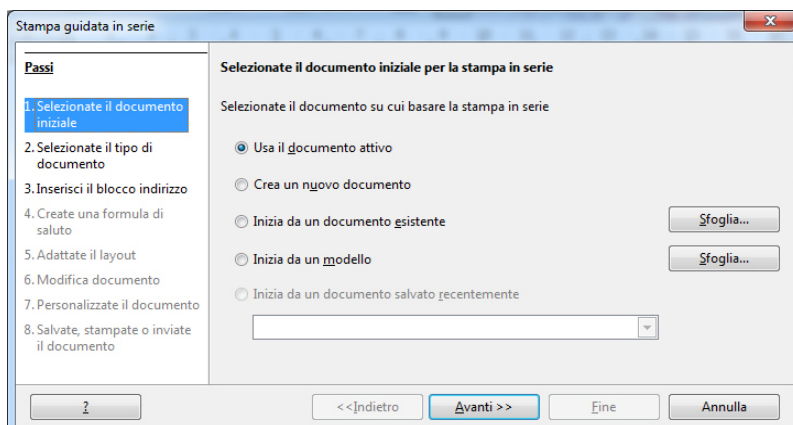 Stampa guidata in serie
Passi
1. Selezionate il documento
iniziale
2. Selezionate il tipo di
documento
3. Inserisci il blocco indirizzo
4. Create una formula di
saluto
5. Adattate il layout
6. Modifica documento
7. Personalizzate il documento
8. Salvate, stampate o inviate
il documento
Selezionate il documento iniziale per la stampa in serie
Selezionate il documento su cui basare la stampa in serie
Usa il documento attivo
Crea un nuovo documento
Inizia da un documento esistente
Sfoglia...
Inizia da un modello
Sfoglia...
Inizia da un documento salvato recentemente
?
<<Indietro
Avanti >>
Fine
Annulla